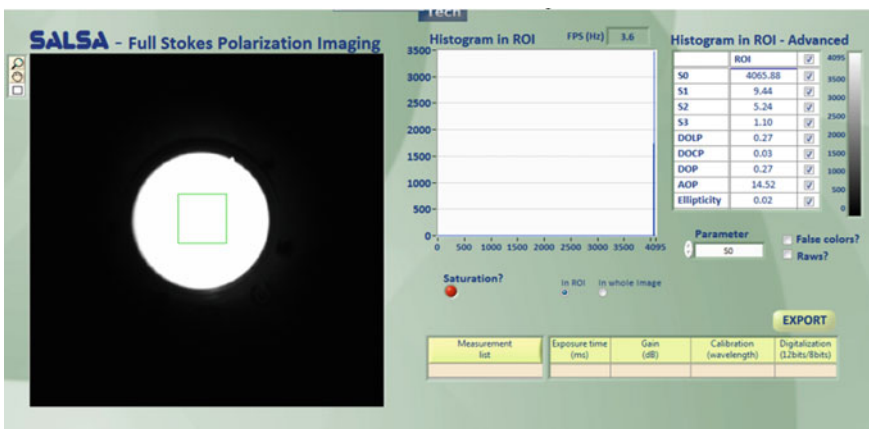 Tech
SALSA - Full Stokes Polarization Imaging
Histogram in ROI
FPS (Hz) 3.6
3500
3000
2500
2000
1500
1000
500
0
0 500 1000 1500 2000 2500 3000 3500 4095
Saturation?
In ROI In whole image
Histogram in ROI - Advanced
ROI
S0 4065.88
S1 9.44
S2 5.24
S3 1.10
DOLP 0.27
DOCP 0.03
DOP 0.27
AOP 14.52
Ellipticity 0.02
4095
3500
3000
2500
2000
1500
1000
500
0
Parameter
S0
False colors?
Raws?
EXPORT
Measurement list
Exposure time (ms)
Gain (dB)
Calibration (wavelength)
Digitalization (12bits/8bits)